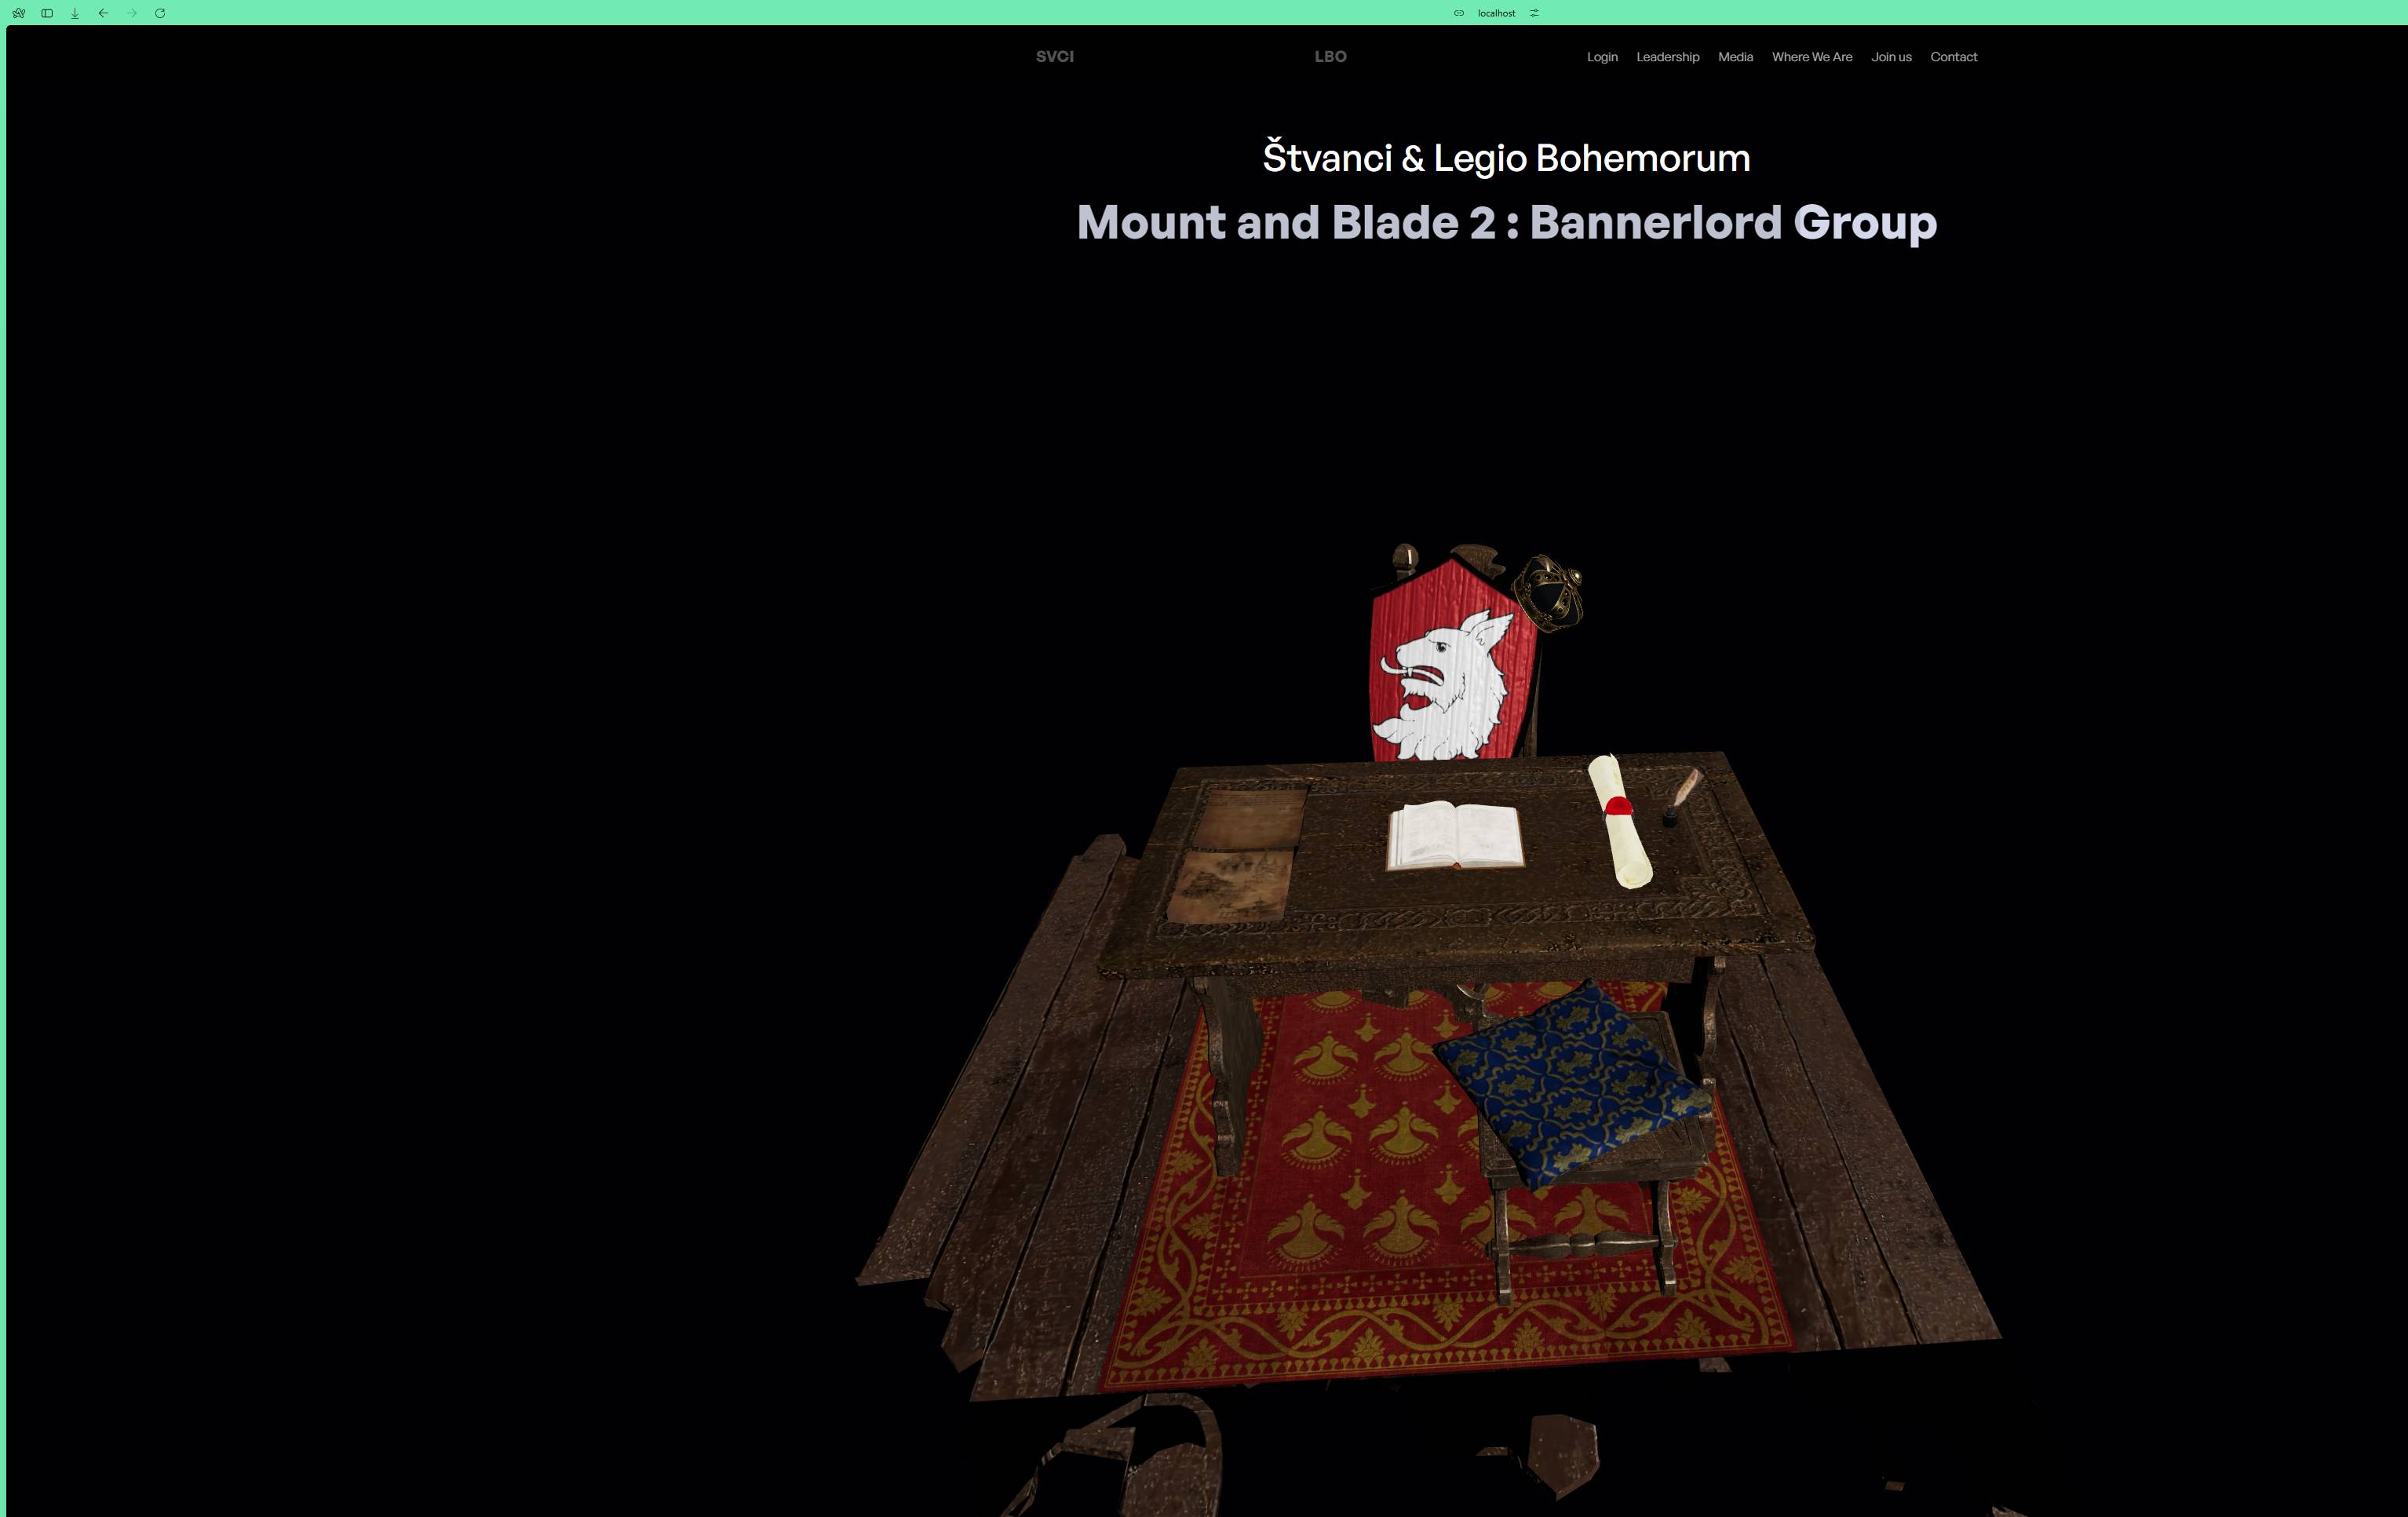 localhost
SVCI LBO Login Leadership Media Where We Are Join us Contact
Štvanci & Legio Bohemorum
Mount and Blade 2 : Bannerlord Group